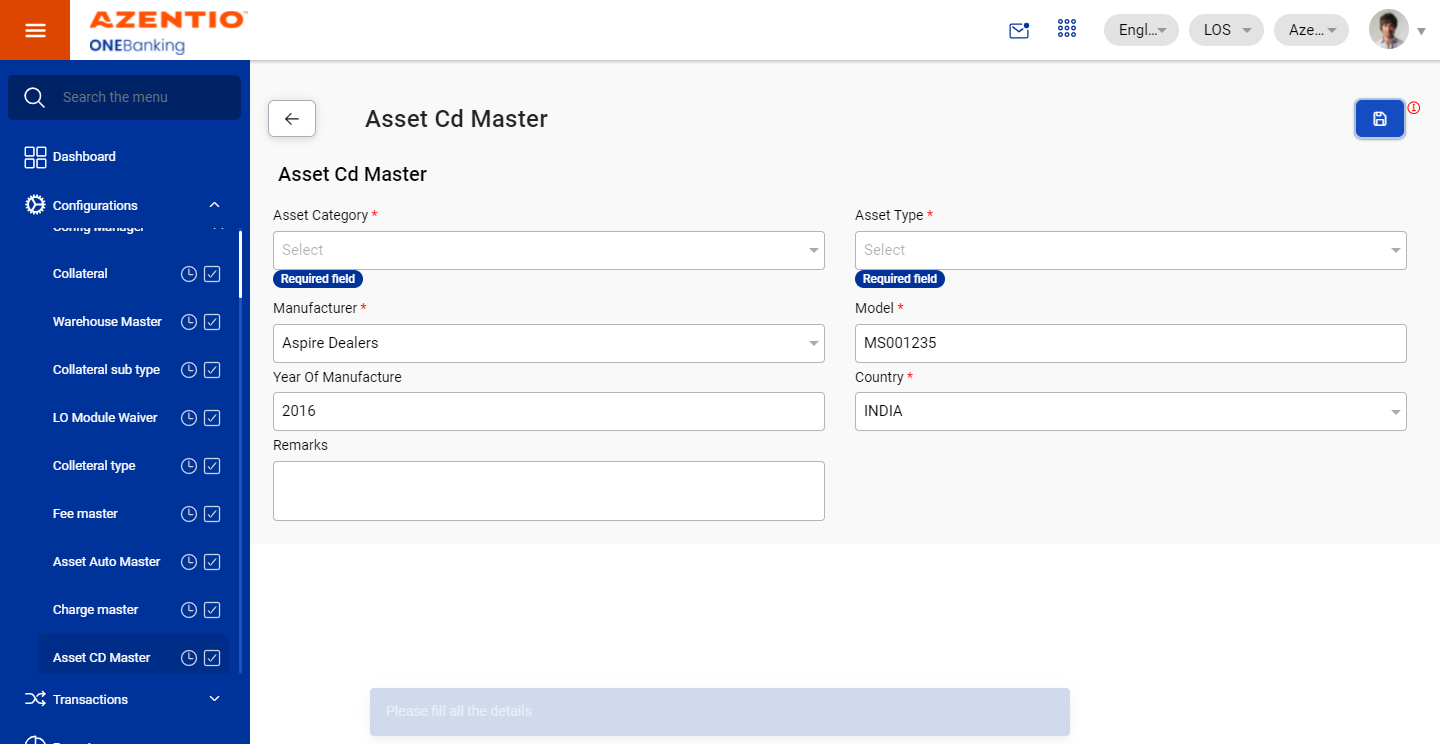 AZENTIO
ONEBanking
Engl...
LOS
Aze...
Search the menu
Dashboard
Configurations
Config Manager
Collateral
Warehouse Master
Collateral sub type
LO Module Waiver
Colleteral type
Fee master
Asset Auto Master
Charge master
Asset CD Master
Transactions
Asset Cd Master
Asset Cd Master
Asset Category *
Asset Type *
Select
Select
Required field
Required field
Manufacturer *
Model *
Aspire Dealers
MS001235
Year Of Manufacture
Country *
2016
INDIA
Remarks
Please fill all the details